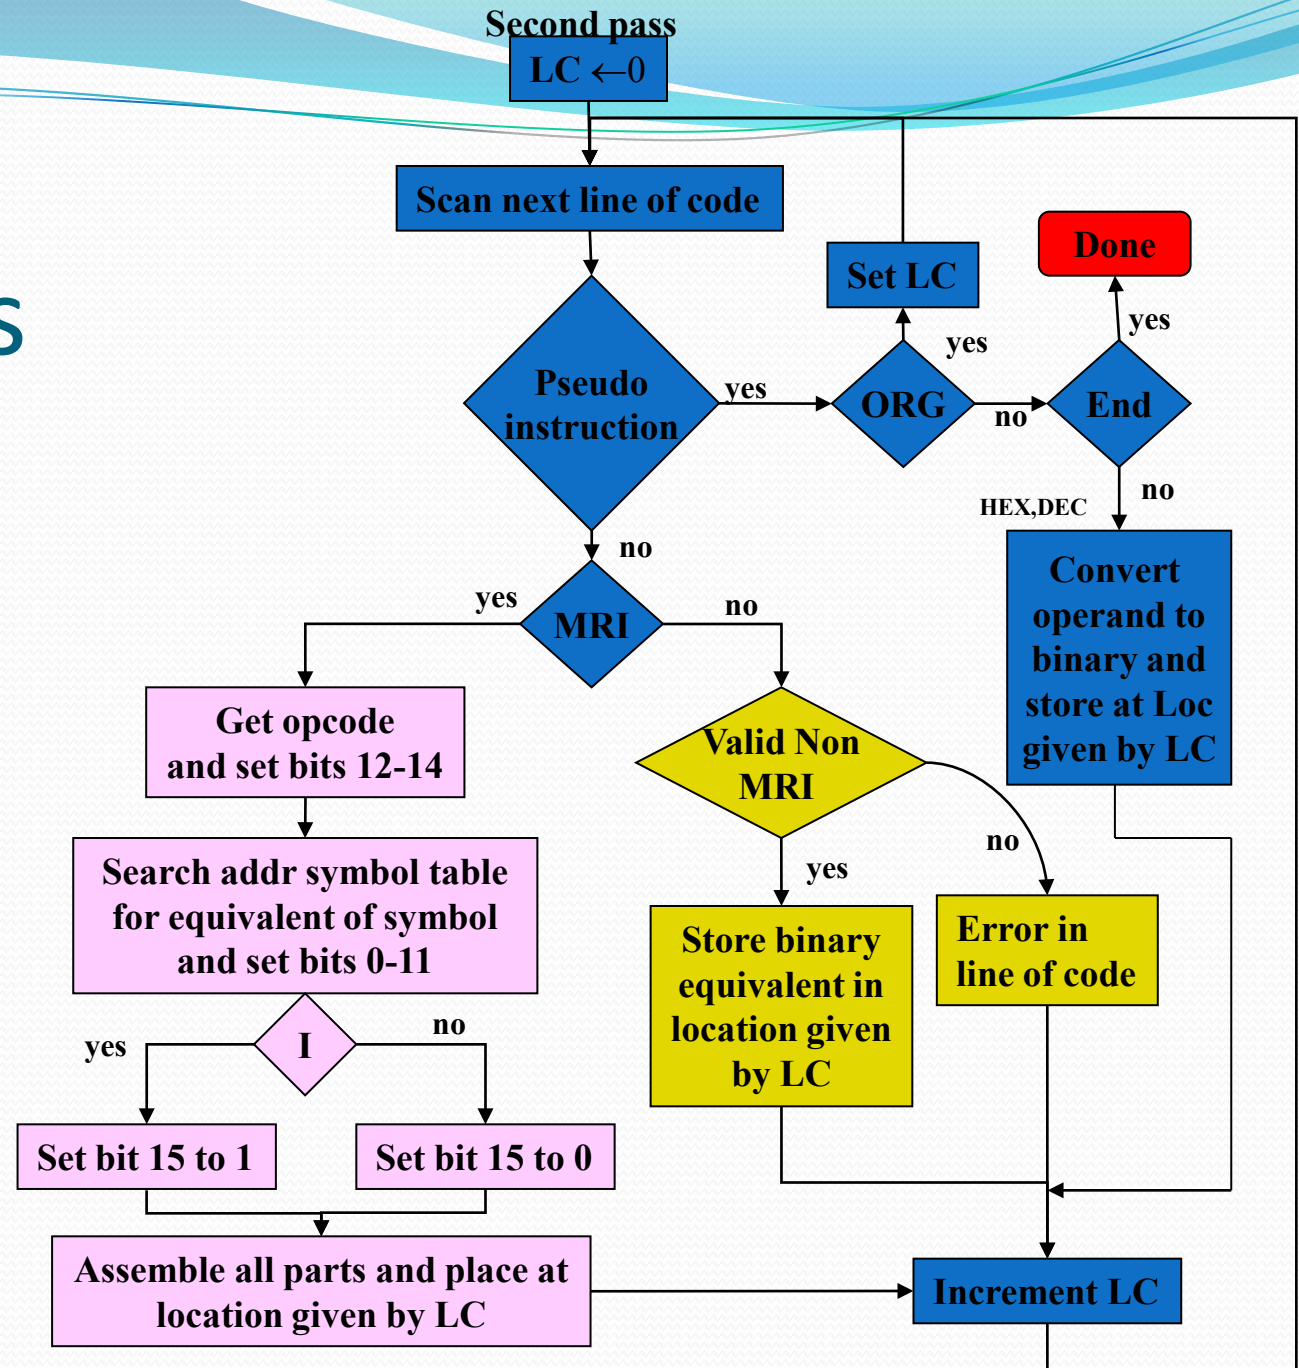 Second pass
LC ←0
Scan next line of code
s
Set LC
Done
yes
yes
Pseudo
instruction
yes
ORG
no
End
no
HEX,DEC
no
Convert
operand to
binary and
store at Loc
given by LC
yes
MRI
no
Get opcode
and set bits 12-14
Valid Non
MRI
no
yes
Search addr symbol table
for equivalent of symbol
and set bits 0-11
Store binary
equivalent in
location given
by LC
Error in
line of code
yes
I
no
Set bit 15 to 1
Set bit 15 to 0
Assemble all parts and place at
location given by LC
Increment LC